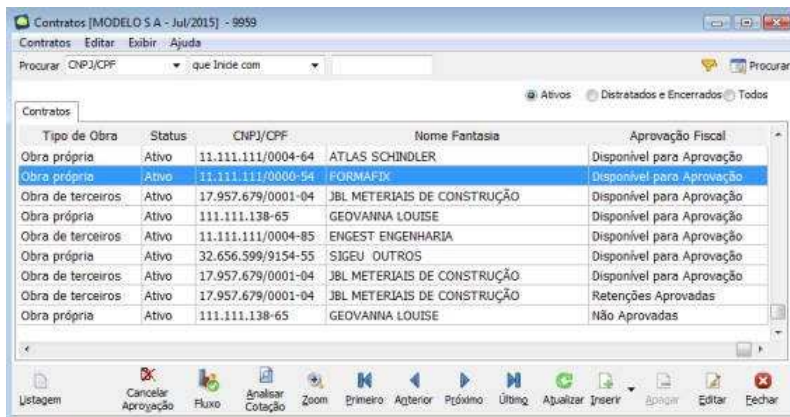 Contratos [MODELO S A - Jul/2015] - 9959
Contratos Editar Exibir Ajuda
Procurar CNPJ/CPF que Inicie com Procurar
Ativos Distratados e Encerrados Todos
Contratos
Tipo de Obra Status CNPJ/CPF Nome Fantasia Aprovação Fiscal
Obra própria Ativo 11.111.111/0004-64 ATLAS SCHINDLER Disponível para Aprovação
Obra própria Ativo 11.111.111/0000-54 FORMAFIX Disponível para Aprovação
Obra de terceiros Ativo 17.957.679/0001-04 JBL METERIAIS DE CONSTRUÇÃO Disponível para Aprovação
Obra própria Ativo 111.111.138-65 GEOVANNA LOUISE Disponível para Aprovação
Obra de terceiros Ativo 11.111.111/0004-85 ENGEST ENGENHARIA Disponível para Aprovação
Obra própria Ativo 32.656.599/9154-55 SIGEU OUTROS Disponível para Aprovação
Obra de terceiros Ativo 17.957.679/0001-04 JBL METERIAIS DE CONSTRUÇÃO Disponível para Aprovação
Obra de terceiros Ativo 17.957.679/0001-04 JBL METERIAIS DE CONSTRUÇÃO Retenções Aprovadas
Obra própria Ativo 111.111.138-65 GEOVANNA LOUISE Não Aprovadas
Listagem Cancelar Aprovação Fluxo Analisar Cotação Zoom Primeiro Anterior Próximo Último Atualizar Inserir Apagar Editar Fechar